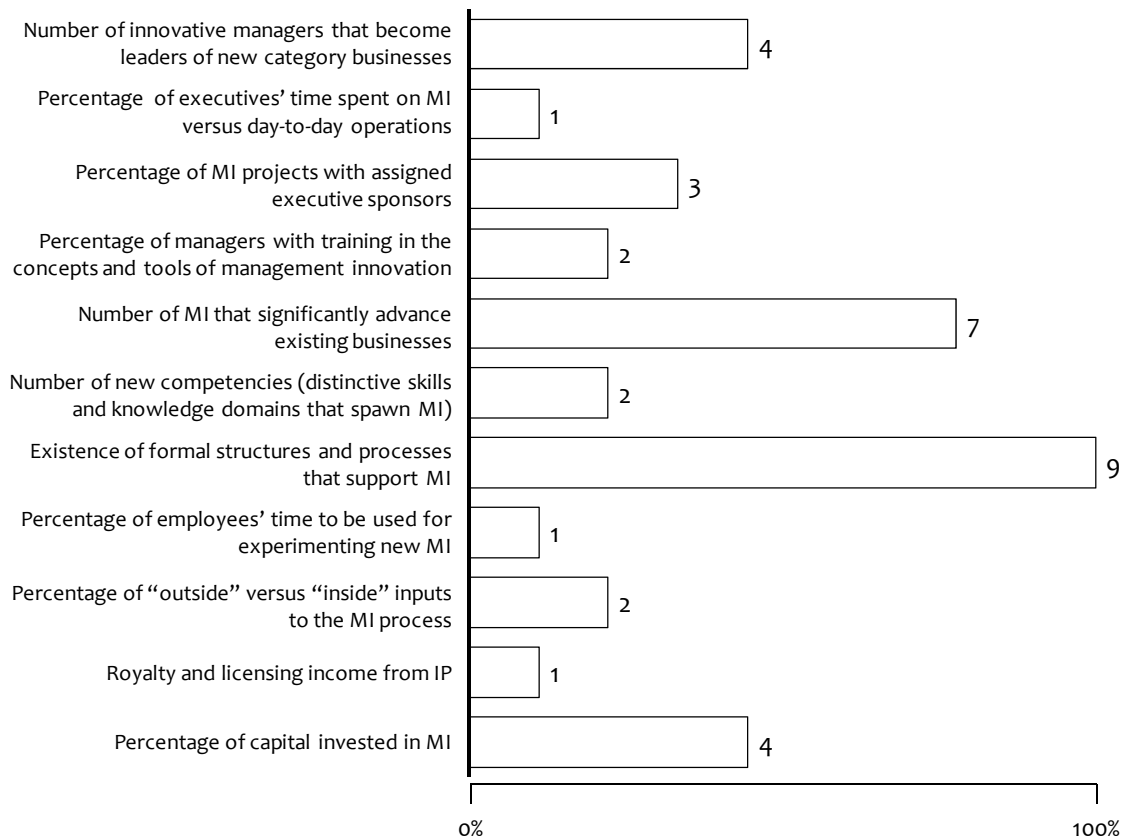 Number of innovative managers that become
leaders of new category businesses
4
Percentage of executives’ time spent on MI
versus day-to-day operations
1
Percentage of MI projects with assigned
executive sponsors
3
Percentage of managers with training in the
concepts and tools of management innovation
2
Number of MI that significantly advance
existing businesses
7
Number of new competencies (distinctive skills
and knowledge domains that spawn MI)
2
Existence of formal structures and processes
that support MI
9
Percentage of employees’ time to be used for
experimenting new MI
1
Percentage of “outside” versus “inside” inputs
to the MI process
2
Royalty and licensing income from IP
1
Percentage of capital invested in MI
4
0%
100%